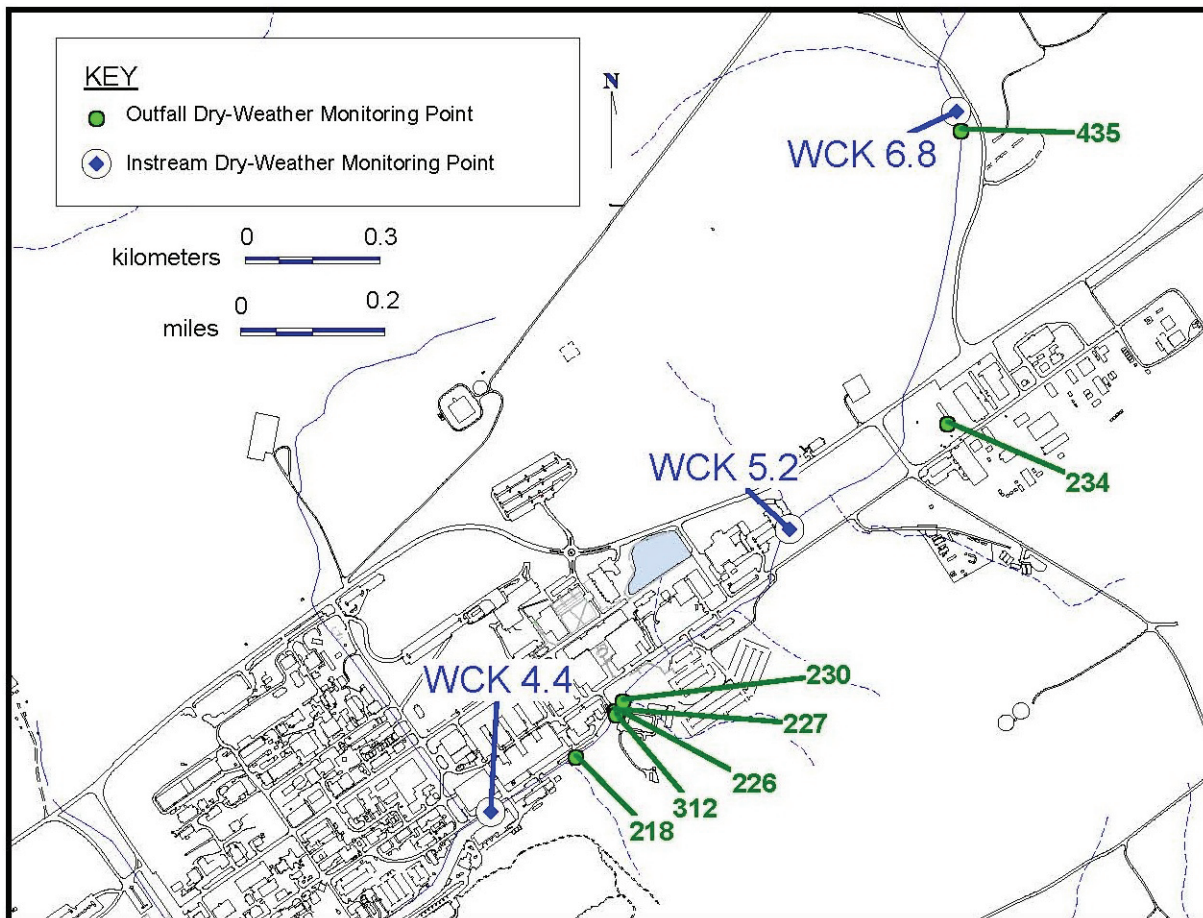 KEY
Outfall Dry-Weather Monitoring Point
Instream Dry-Weather Monitoring Point
N
0 0.3
kilometers
0 0.2
miles
WCK 6.8
435
WCK 5.2
234
WCK 4.4
230
227
226
312
218